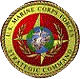 U.S. MARINE CORPS FORCES
STRATEGIC COMMAND